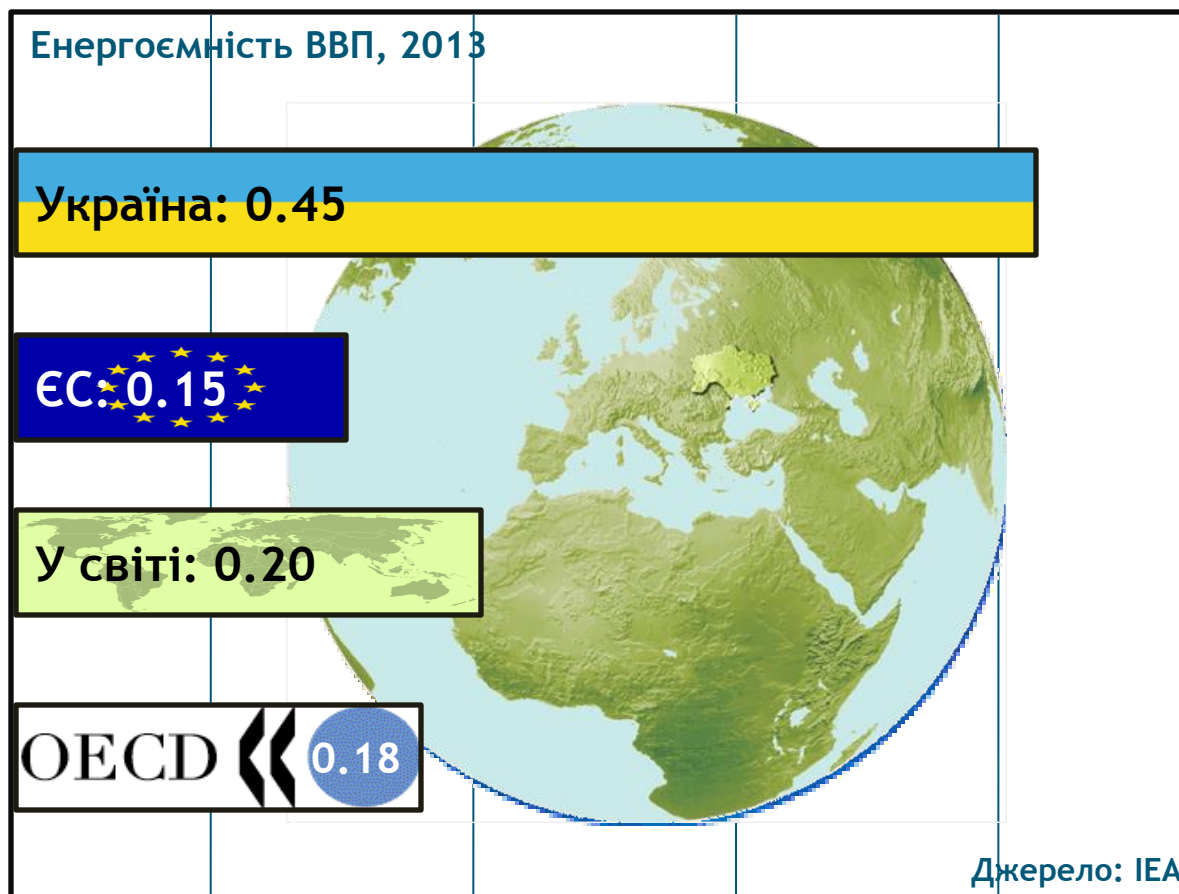 Енергоємність ВВП, 2013
Україна: 0.45
ЄС: 0.15
У світі: 0.20
OECD 0.18
Джерело: IEA